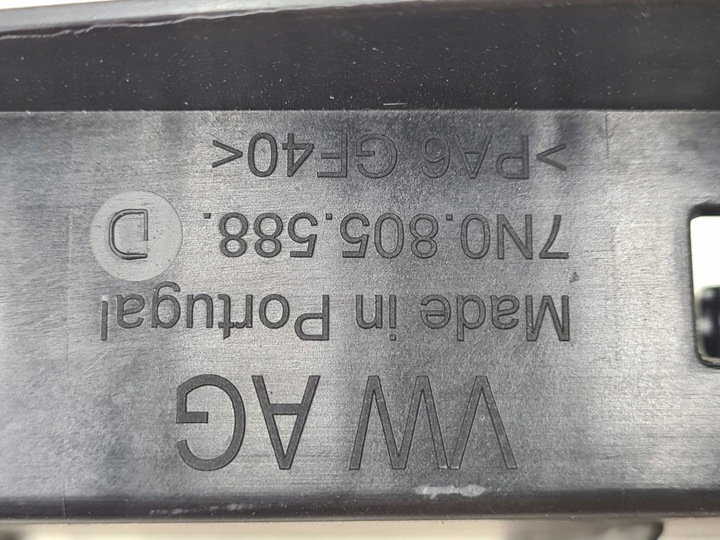 VW AG
Made in Portugal
7N0.805.588. D
>PA6 GF40<